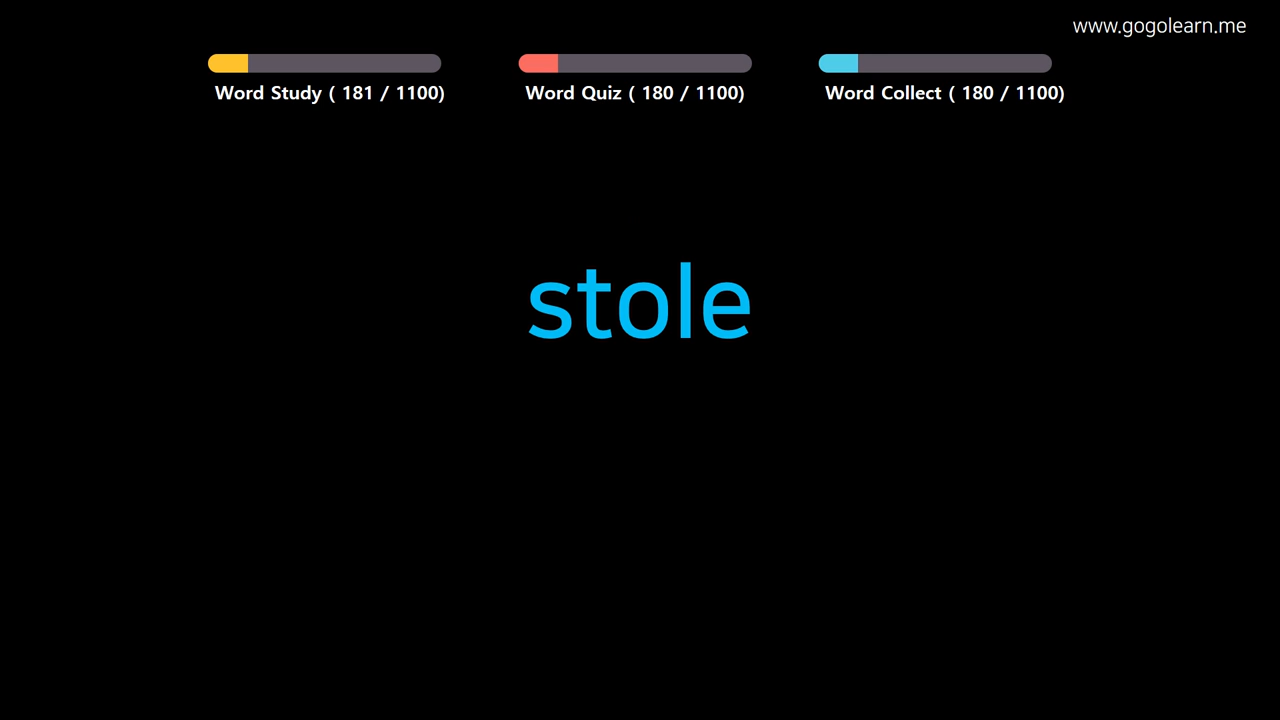 www.gogolearn.me
Word Study ( 181 / 1100)
Word Quiz ( 180 / 1100)
Word Collect ( 180 / 1100)
stole